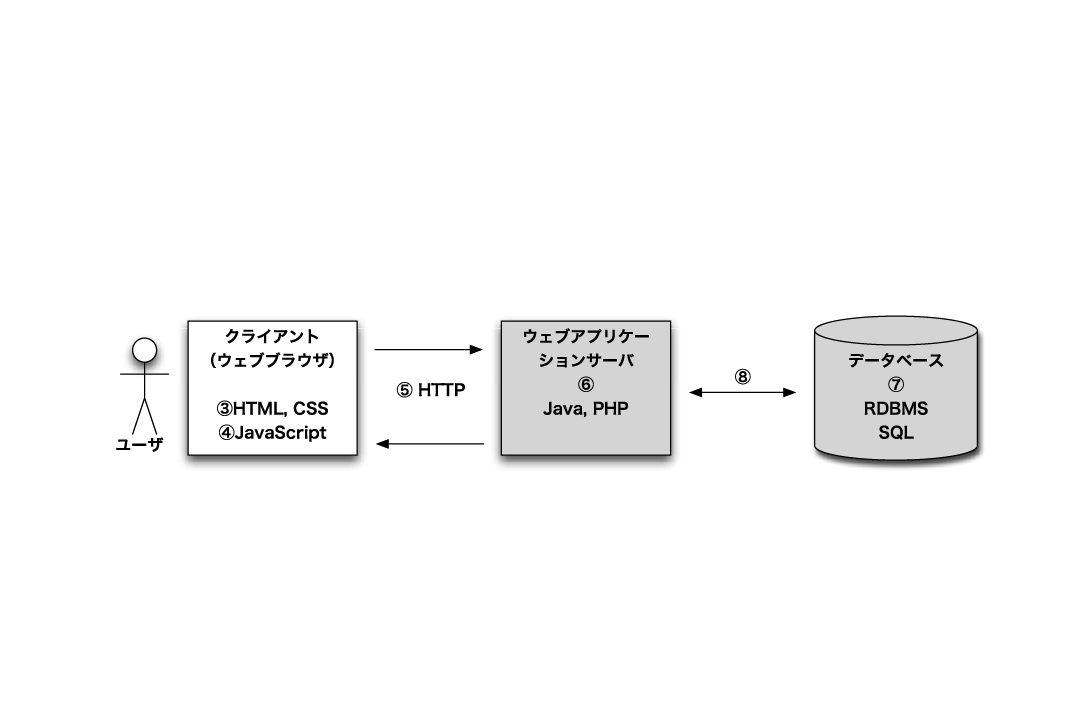 ユーザ
クライアント
（ウェブブラウザ）
③HTML, CSS
④JavaScript
⑤ HTTP
ウェブアプリケー
ションサーバ
⑥
Java, PHP
⑧
データベース
⑦
RDBMS
SQL